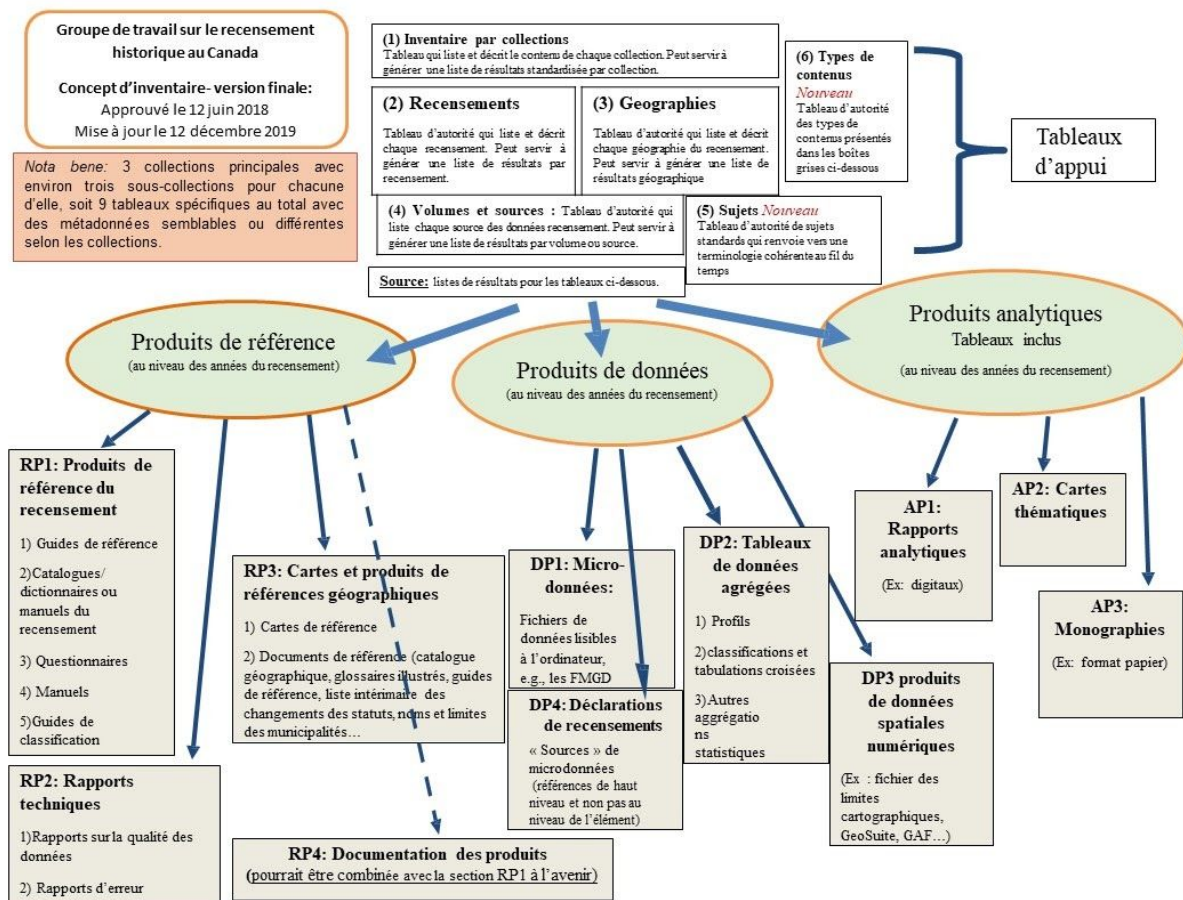 Groupe de travail sur le recensement
historique au Canada
Concept d'inventaire- version finale:
Approuvé le 12 juin 2018
Mise à jour le 12 décembre 2019
Nota bene: 3 collections principales avec
environ trois sous-collections pour chacune
d'elle, soit 9 tableaux spécifiques au total avec
des métadonnées semblables ou différentes
selon les collections.
(1) Inventaire par collections
Tableau qui liste et décrit le contenu de chaque collection. Peut servir à
générer une liste de résultats standardisée par collection.
(2) Recensements
Tableau d'autorité qui liste et décrit
chaque recensement. Peut servir à
générer une liste de résultats par
recensement.
(3) Geographies
Tableau d'autorité qui liste et décrit
chaque géographie du recensement.
Peut servir à générer une liste de
résultats géographique
(4) Volumes et sources : Tableau d'autorité qui
liste chaque source des données recensement. Peut servir à
générer une liste de résultats par volume ou source.
(5) Sujets Nouveau
Tableau d'autorité de sujets
standards qui renvoie vers une
terminologie cohérente au fil du
temps
(6) Types de
contenus
Nouveau
Tableau d'autorité
des types de
contenus présentés
dans les boîtes
grises ci-dessous
Tableaux
d'appui
Source: listes de résultats pour les tableaux ci-dessous.
Produits de référence
(au niveau des années du recensement)
Produits de données
(au niveau des années du recensement)
Produits analytiques
Tableaux inclus
(au niveau des années du recensement)
RP1: Produits de
référence du
recensement
1) Guides de référence
2)Catalogues/
dictionnaires ou
manuels du
recensement
3) Questionnaires
4) Manuels
5)Guides de
classification
RP2: Rapports
techniques
1)Rapports sur la qualité des
données
2) Rapports d'erreur
RP3: Cartes et produits de
références géographiques
1) Cartes de référence
2) Documents de référence (catalogue
géographique, glossaires illustrés, guides
de référence, liste intérimaire des
changements des statuts, noms et limites
des municipalités…
RP4: Documentation des produits
(pourrait être combinée avec la section RP1 à l'avenir)
DP1: Micro-
données:
Fichiers de
données lisible
à l'ordinateur,
e.g., les FMGD
DP4: Déclarations
de recensements
« Sources » de
microdonnées
(références de haut
niveau et non pas au
niveau de l'élément)
DP2: Tableaux
de données
agrégées
1) Profils
2)classifications et
tabulations croisées
3)Autres
aggrégatio
ns
statistiques
DP3 produits
de données
spatiales
numériques
(Ex : fichier des
limites
cartographiques,
GeoSuite, GAF…)
AP1:
Rapports
analytiques
(Ex: digitaux)
AP2: Cartes
thématiques
AP3:
Monographies
(Ex: format papier)